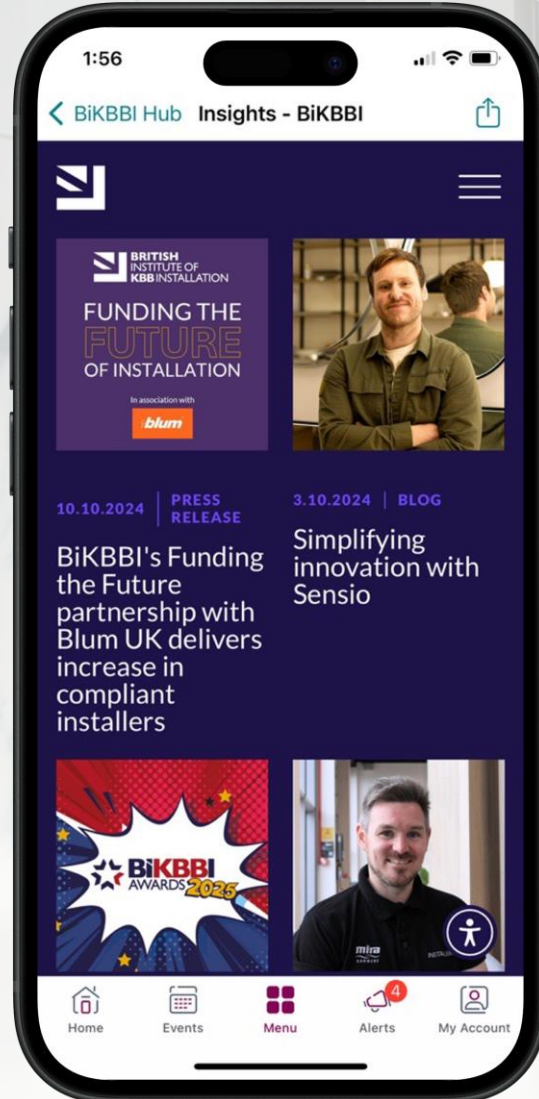 1:56
BiKBBI Hub Insights - BiKBBI
BRITISH
INSTITUTE OF
KBB INSTALLATION
FUNDING THE
FUTURE
OF INSTALLATION
In association with
blum
10.10.2024 | PRESS
RELEASE
BiKBBI's Funding
the Future
partnership with
Blum UK delivers
increase in
compliant
installers
3.10.2024 | BLOG
Simplifying
innovation with
Sensio
BiKBBI
AWARDS 2025
mira
SHOWERS
Home
Events
Menu
4
Alerts
My Account